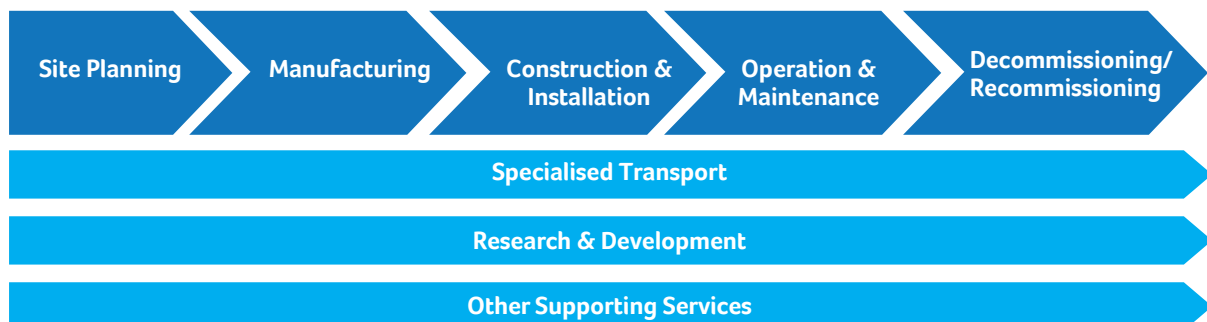 Site Planning
Manufacturing
Construction &
Installation
Operation &
Maintenance
Decommissioning/
Recommissioning
Specialised Transport
Research & Development
Other Supporting Services